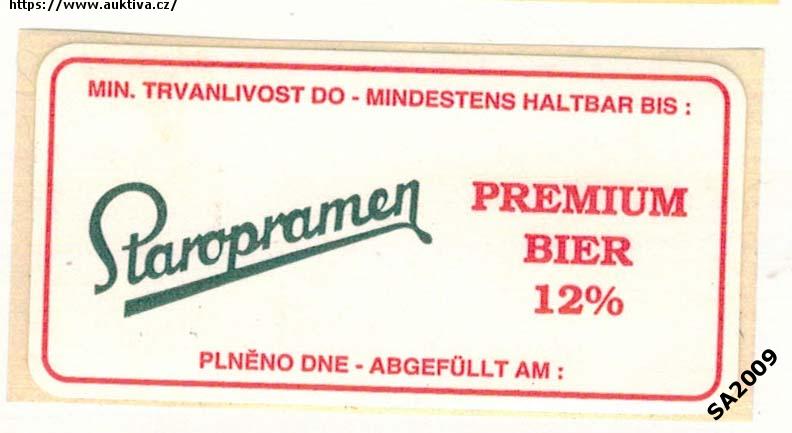 https://www.auktiva.cz/
MIN. TRVANLIVOST DO - MINDESTENS HALTBAR BIS :
Staropramen
PREMIUM
BIER
12%
PLNĚNO DNE - ABGEFÜLLT AM :
SA2009